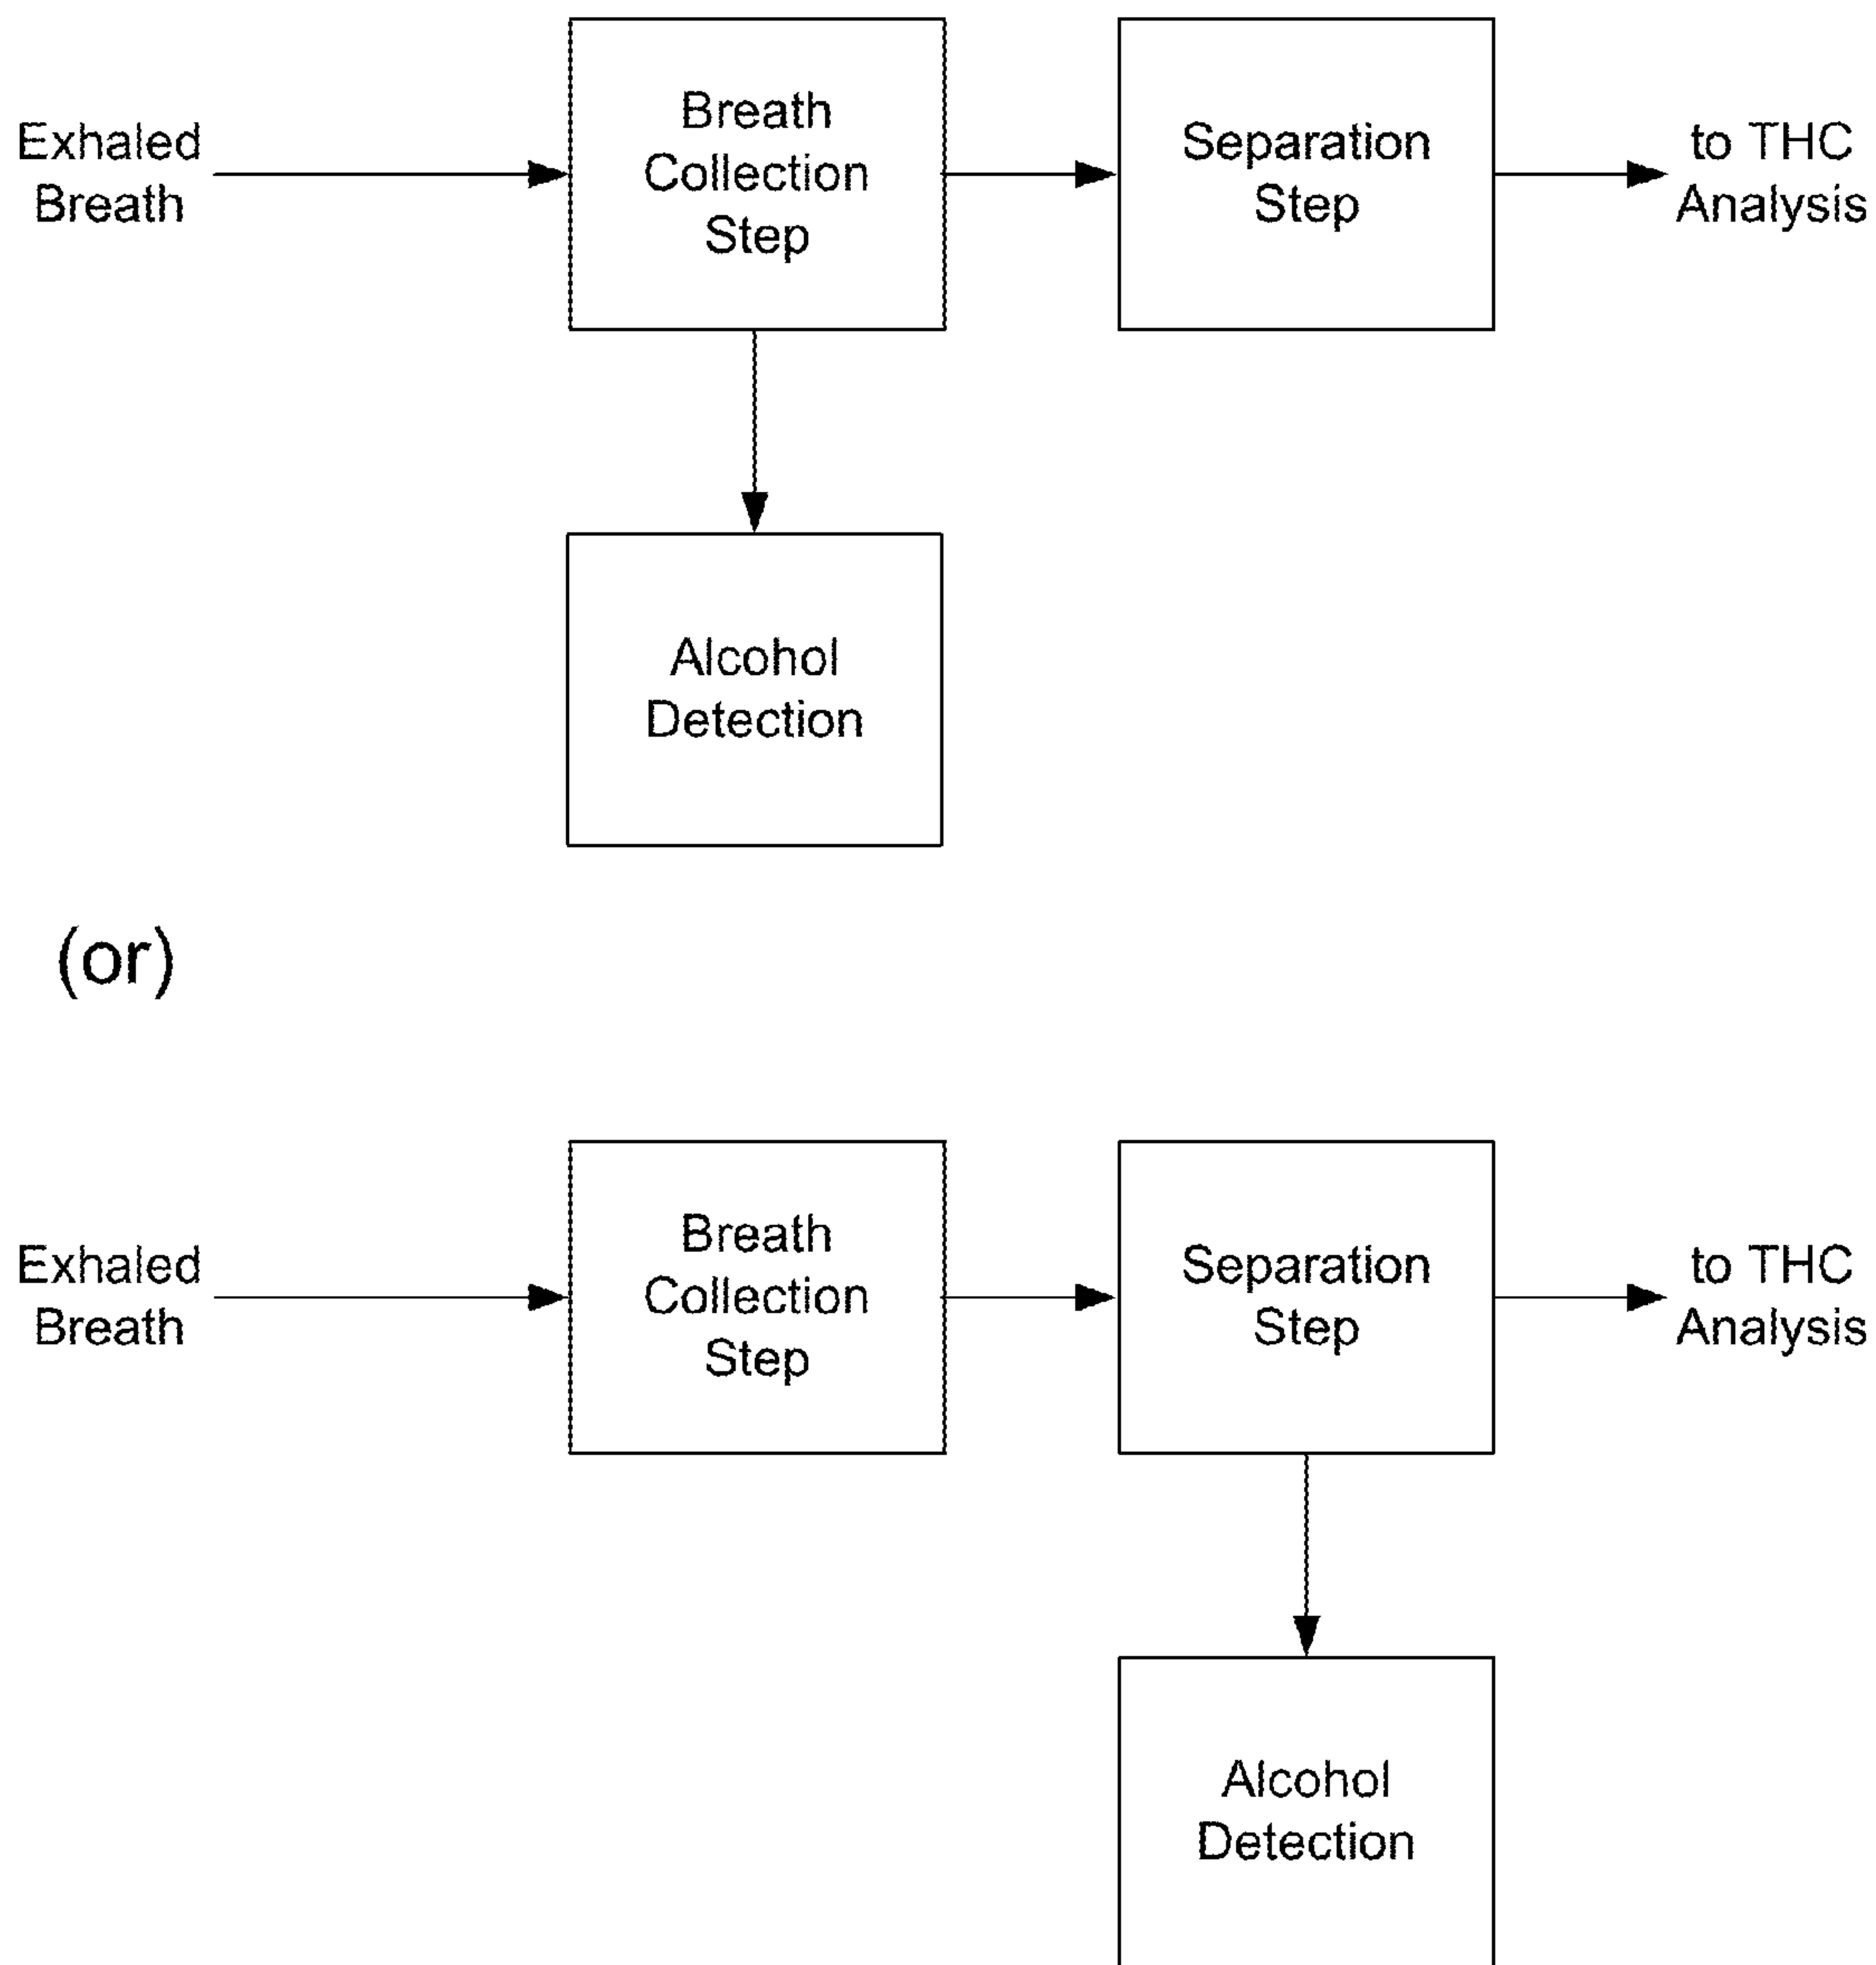 Exhaled
Breath
Breath
Collection
Step
Separation
Step
to THC
Analysis
Alcohol
Detection
(or)
Exhaled
Breath
Breath
Collection
Step
Separation
Step
to THC
Analysis
Alcohol
Detection